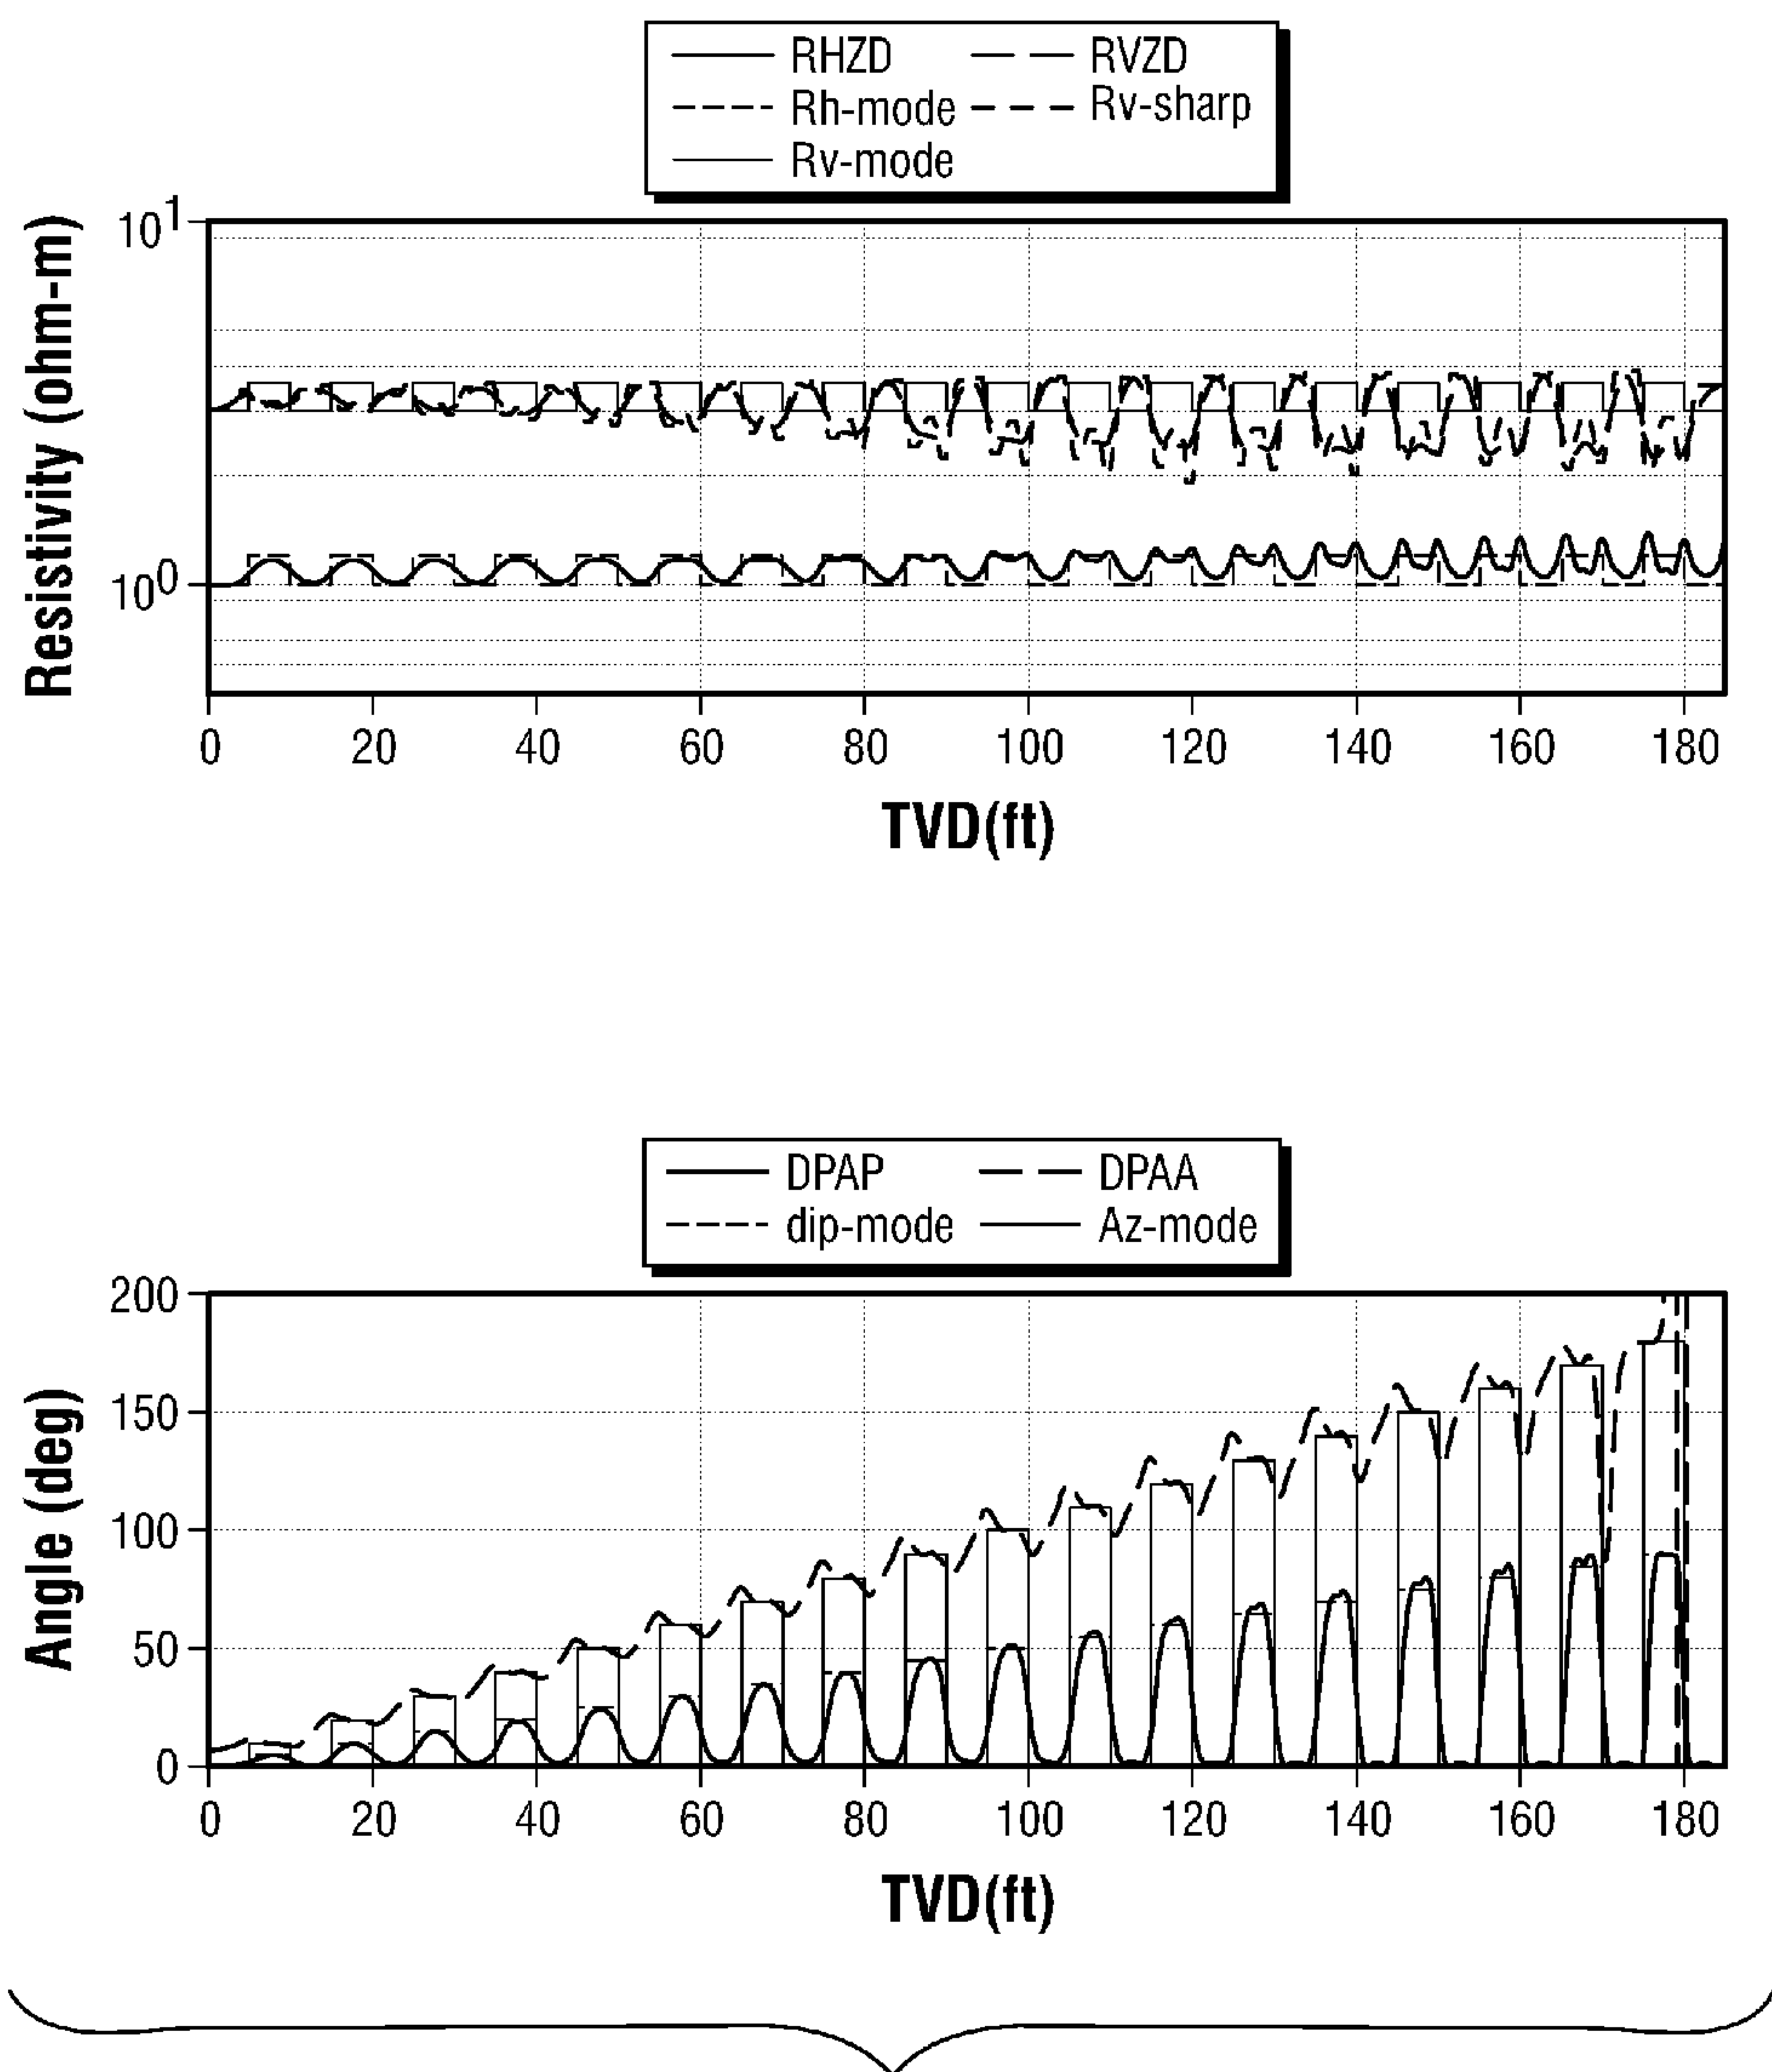 RHZD RVZD
Rh-mode Rv-sharp
Rv-mode
Resistivity (ohm-m)
10^1
10^0
0 20 40 60 80 100 120 140 160 180
TVD(ft)
DPAP DPAA
dip-mode Az-mode
Angle (deg)
200
150
100
50
0
0 20 40 60 80 100 120 140 160 180
TVD(ft)